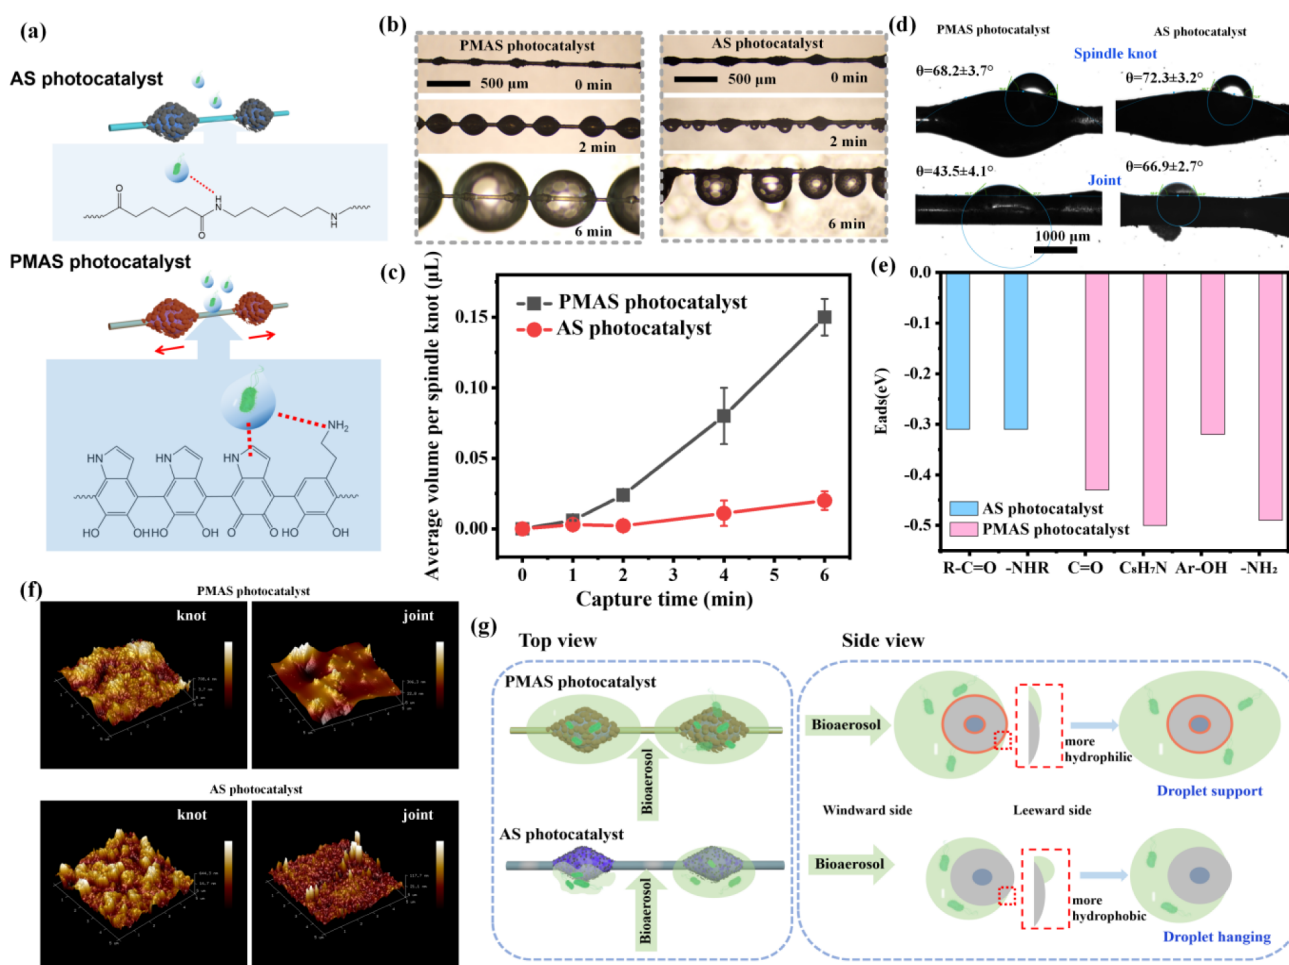 (a)
AS photocatalyst
O
H
N
O
N
H
PMAS photocatalyst
NH₂
HN
HN
HN
HO
OH
HO
OH
O
O
HO
OH
(b)
PMAS photocatalyst
500 μm
0 min
2 min
6 min
AS photocatalyst
500 μm
0 min
2 min
6 min
(c)
PMAS photocatalyst
AS photocatalyst
Average volume per spindle knot (μL)
0.15
0.10
0.05
0.00
0 1 2 3 4 5 6
Capture time (min)
(d)
PMAS photocatalyst
AS photocatalyst
Spindle knot
θ=68.2±3.7°
θ=72.3±3.2°
θ=43.5±4.1°
θ=66.9±2.7°
Joint
1000 μm
(e)
Eads(eV)
0.0
-0.1
-0.2
-0.3
-0.4
-0.5
AS photocatalyst
PMAS photocatalyst
R-C=O -NHR C=O C₈H₇N Ar-OH -NH₂
(f)
PMAS photocatalyst
knot
joint
AS photocatalyst
knot
joint
(g)
Top view
Side view
PMAS photocatalyst
Bioaerosol
AS photocatalyst
Bioaerosol
Bioaerosol
more
hydrophilic
Droplet support
Windward side
Leeward side
Bioaerosol
more
hydrophobic
Droplet hanging